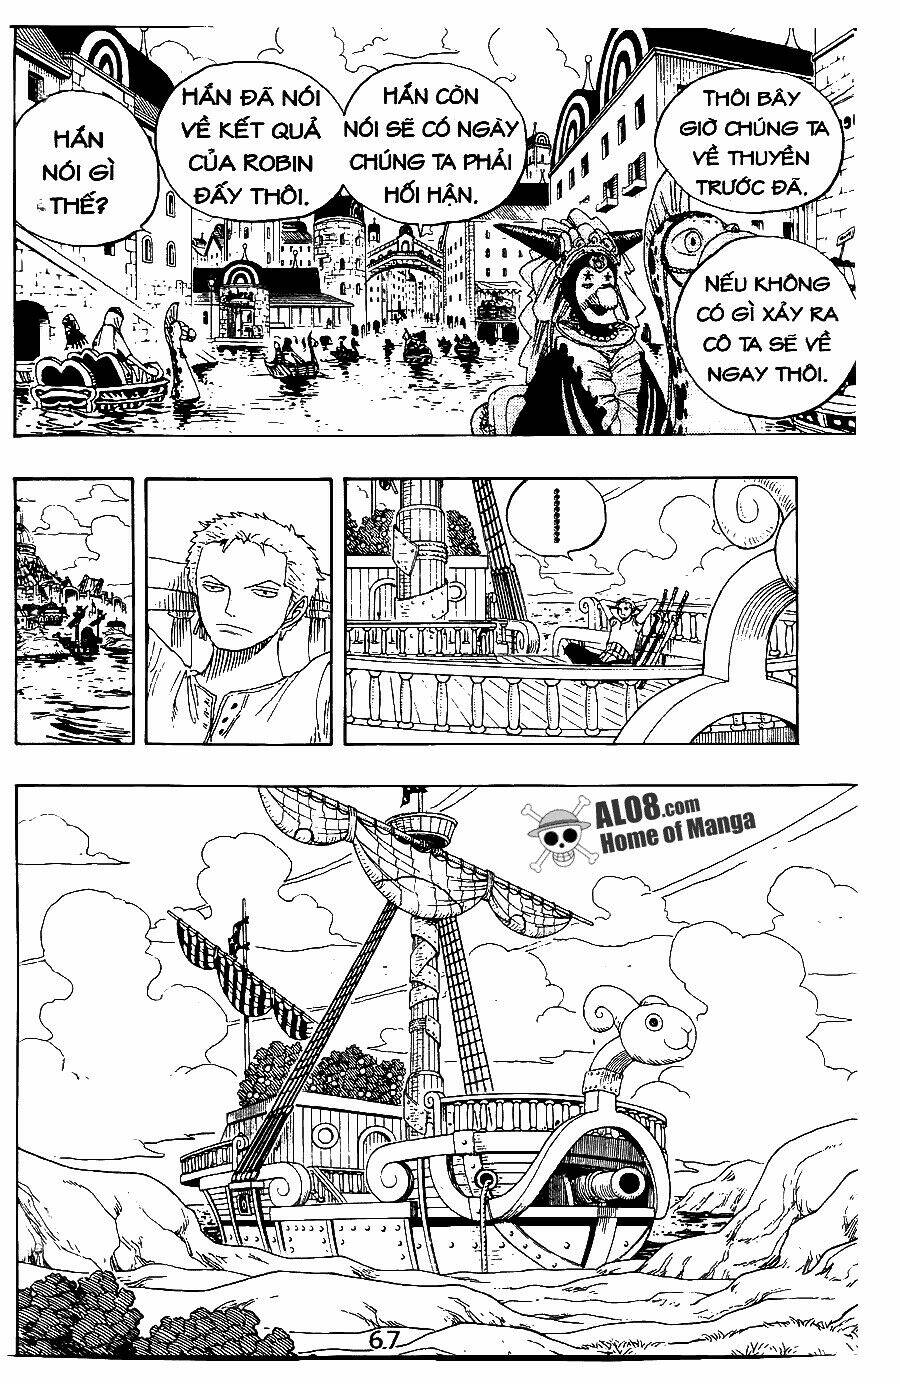 HẮN
NÓI GÌ
THẾ?
HẮN ĐÃ NÓI
VỀ KẾT QUẢ
CỦA ROBIN
ĐẤY THÔI.
HẮN CÒN
NÓI SẼ CÓ NGÀY
CHÚNG TA PHẢI
HỐI HẬN.
THÔI BÂY
GIỜ CHÚNG TA
VỀ THUYỀN
TRƯỚC ĐÃ.
NẾU KHÔNG
CÓ GÌ XẢY RA
CÔ TA SẼ VỀ
NGAY THÔI.
..........
ALO8.com
Home of Manga
67